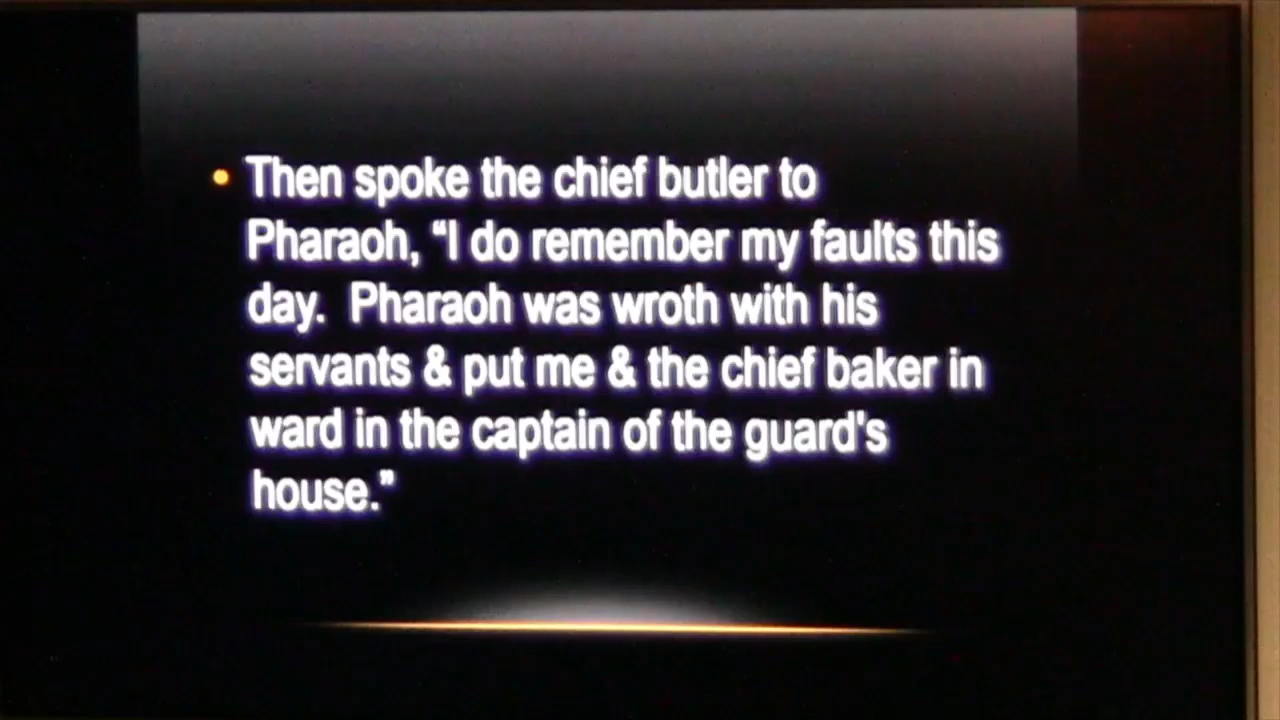 • Then spoke the chief butler to
Pharaoh, “I do remember my faults this
day.  Pharaoh was wroth with his
servants & put me & the chief baker in
ward in the captain of the guard's
house.”